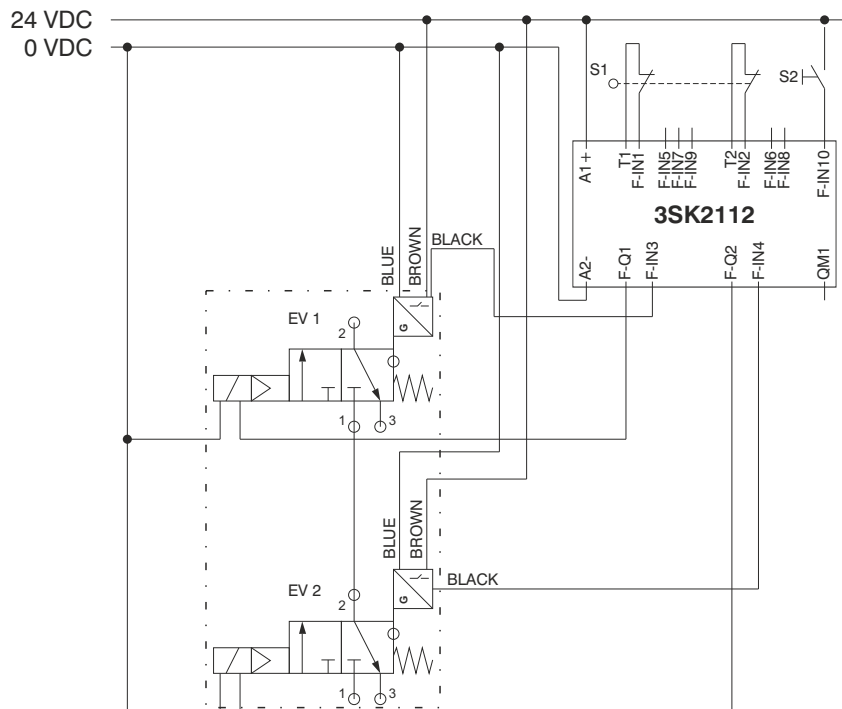 24 VDC
0 VDC
S1
S2
A1+
T1
F-IN1
F-IN5
F-IN7
F-IN9
T2
F-IN2
F-IN6
F-IN8
F-IN10
3SK2112
A2-
F-Q1
F-IN3
F-Q2
F-IN4
QM1
BLUE
BROWN
BLACK
EV 1
2
G
1
3
BLUE
BROWN
BLACK
EV 2
2
G
1
3